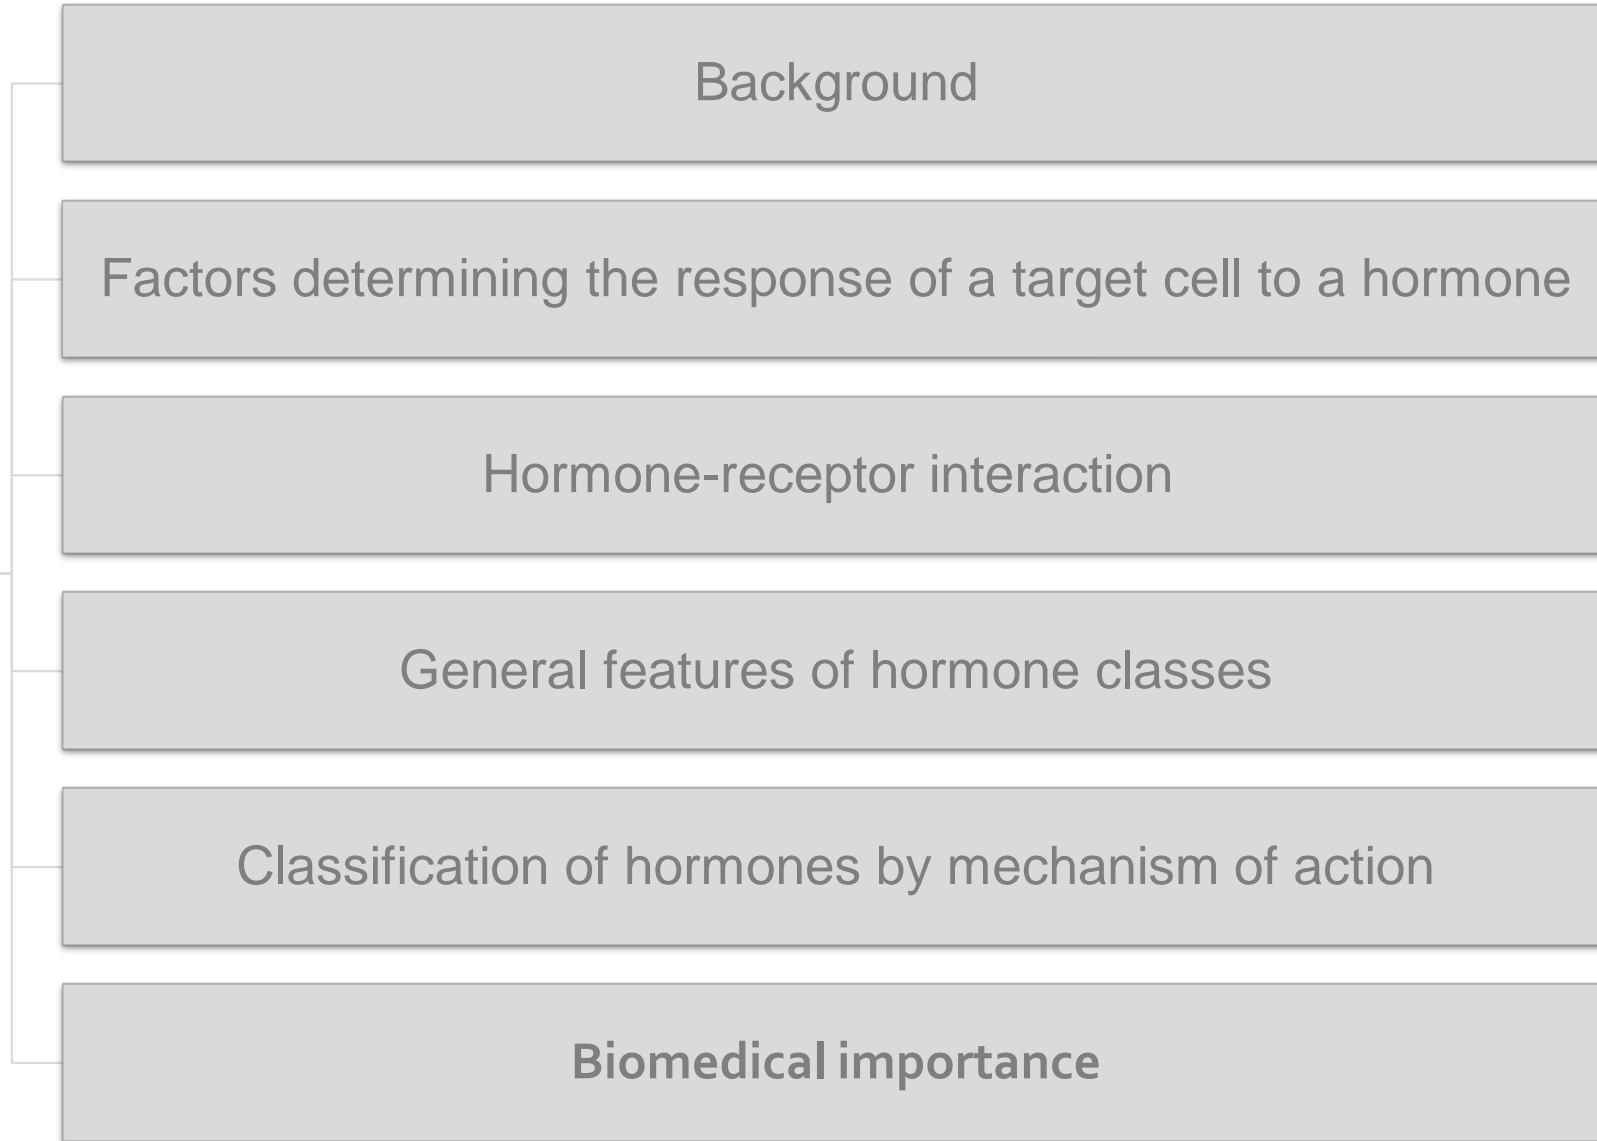 Background
Factors determining the response of a target cell to a hormone
Hormone-receptor interaction
General features of hormone classes
Classification of hormones by mechanism of action
Biomedical importance